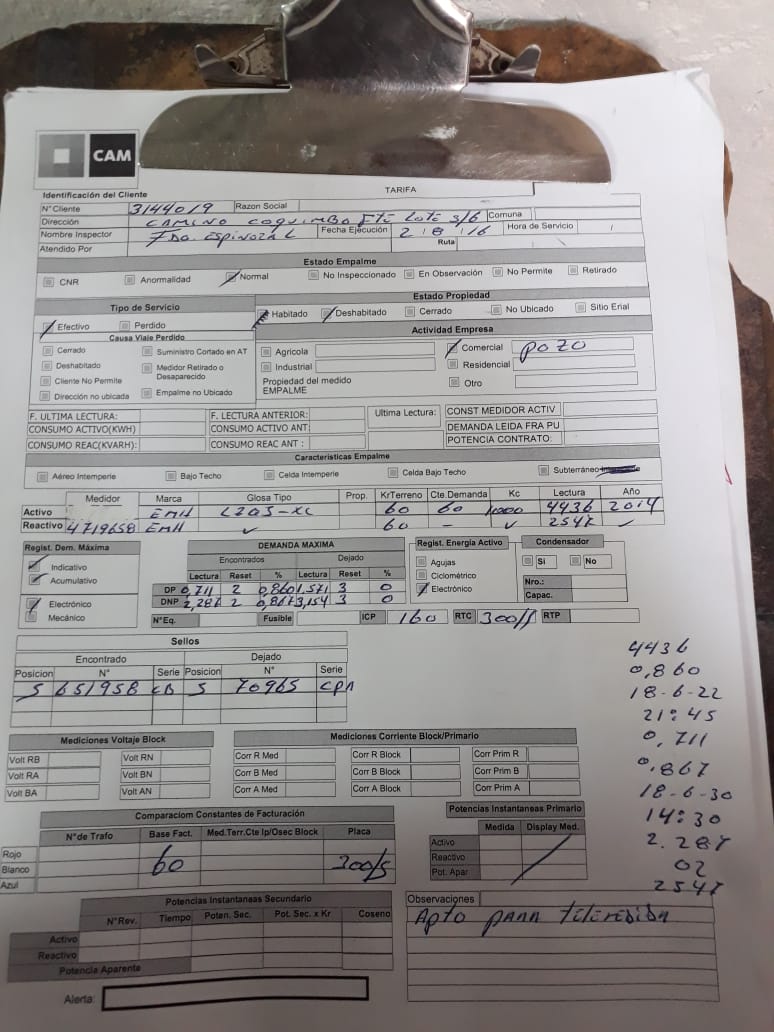 CAM
TARIFA
Identificación del Cliente
N°Cliente 3144019 Razon Social
Dirección CAMINO COQUIMBO Comuna
Nombre Inspector FDO. ESPINOZA L Fecha Ejecución 2 8 16 Hora de Servicio
Atendido Por Ruta
Estado Empalme
CNR Anormalidad Normal No Inspeccionado En Observación No Permite Retirado
Tipo de Servicio Estado Propiedad
Efectivo Perdido Habitado Deshabitado Cerrado No Ubicado Sitio Erial
Causa Viaje Perdido Actividad Empresa
Cerrado Suministro Cortado en AT Agricola Comercial POZO
Deshabitado Medidor Retirado o Desaparecido Industrial Residencial
Cliente No Permite Propiedad del medido Otro
Dirección no ubicada Empalme no Ubicado EMPALME
F. ULTIMA LECTURA: F. LECTURA ANTERIOR: Ultima Lectura: CONST MEDIDOR ACTIV
CONSUMO ACTIVO(KWH) CONSUMO ACTIVO ANT: DEMANDA LEIDA FRA PU
CONSUMO REAC(KVARH): CONSUMO REAC ANT : POTENCIA CONTRATO:
Caracteristicas Empalme
Aéreo Intemperie Bajo Techo Celda Intemperie Celda Bajo Techo Subterráneo
Medidor Marca Glosa Tipo Prop. KrTerreno Cte.Demanda Kc Lectura Año
Activo EMH LZQJ-XC 60 60 1000 4436 2014
Reactivo 4719658 EMH 60 - 2547
Regist. Dem. Máxima DEMANDA MAXIMA Regist. Energía Activo Condensador
Indicativo Encontrados Dejado Agujas Si No
Acumulativo Lectura Reset % Lectura Reset % Ciclométrico Nro.:
DP 0,711 2 0,860 1,571 3 0
Electrónico DNP 2,287 2 0,867 3,154 3 0 Electrónico Capac.
Mecánico N°Eq. Fusible ICP 160 RTC 300/5 RTP
Sellos
Encontrado Dejado
Posicion N° Serie Posicion N° Serie
5 651958 CB 5 70965 CPA
4436
0,860
18-6-22
21:45
0,711
0,867
18-6-30
14:30
2.287
02
2547
Mediciones Voltaje Block Mediciones Corriente Block/Primario
Volt RB Volt RN Corr R Med Corr R Block Corr Prim R
Volt RA Volt BN Corr B Med Corr B Block Corr Prim B
Volt BA Volt AN Corr A Med Corr A Block Corr Prim A
Comparaciom Constantes de Facturación Potencias Instantaneas Primario
N°de Trafo Base Fact. Med.Terr.Cte Ip/Osec Block Placa Medida Display Med.
Rojo Activo
Blanco 60 300/5 Reactivo
Azul Pot. Apar
Potencias Instantaneas Secundario Observaciones
N°Rev. Tiempo Poten. Sec. Pot. Sec. x Kr Coseno Apto para telemedida
Activo
Reactivo
Potencia Aparente
Alerta: